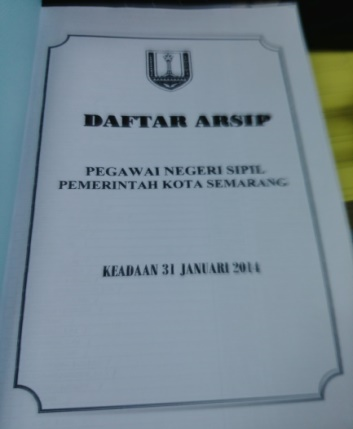 DAFTAR ARSIP
PEGAWAI NEGERI SIPIL
PEMERINTAH KOTA SEMARANG
KEADAAN 31 JANUARI 2014